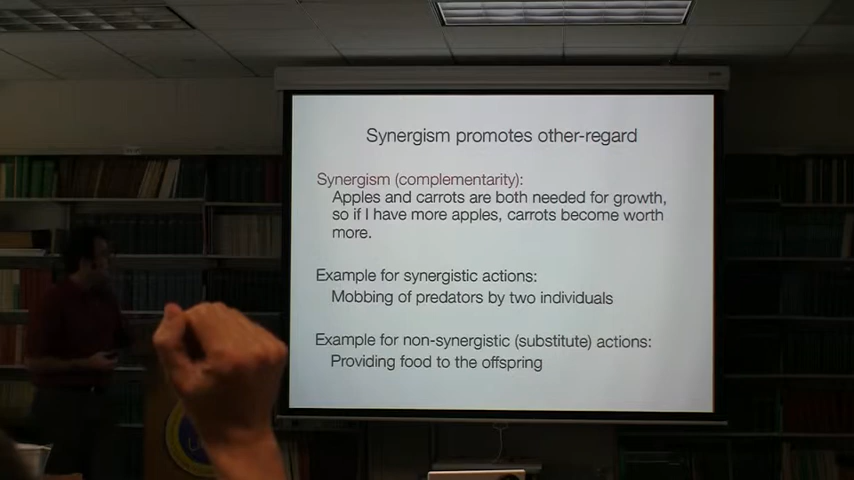 Synergism promotes other-regard
Synergism (complementarity):
Apples and carrots are both needed for growth,
so if I have more apples, carrots become worth
more.
Example for synergistic actions:
Mobbing of predators by two individuals
Example for non-synergistic (substitute) actions:
Providing food to the offspring